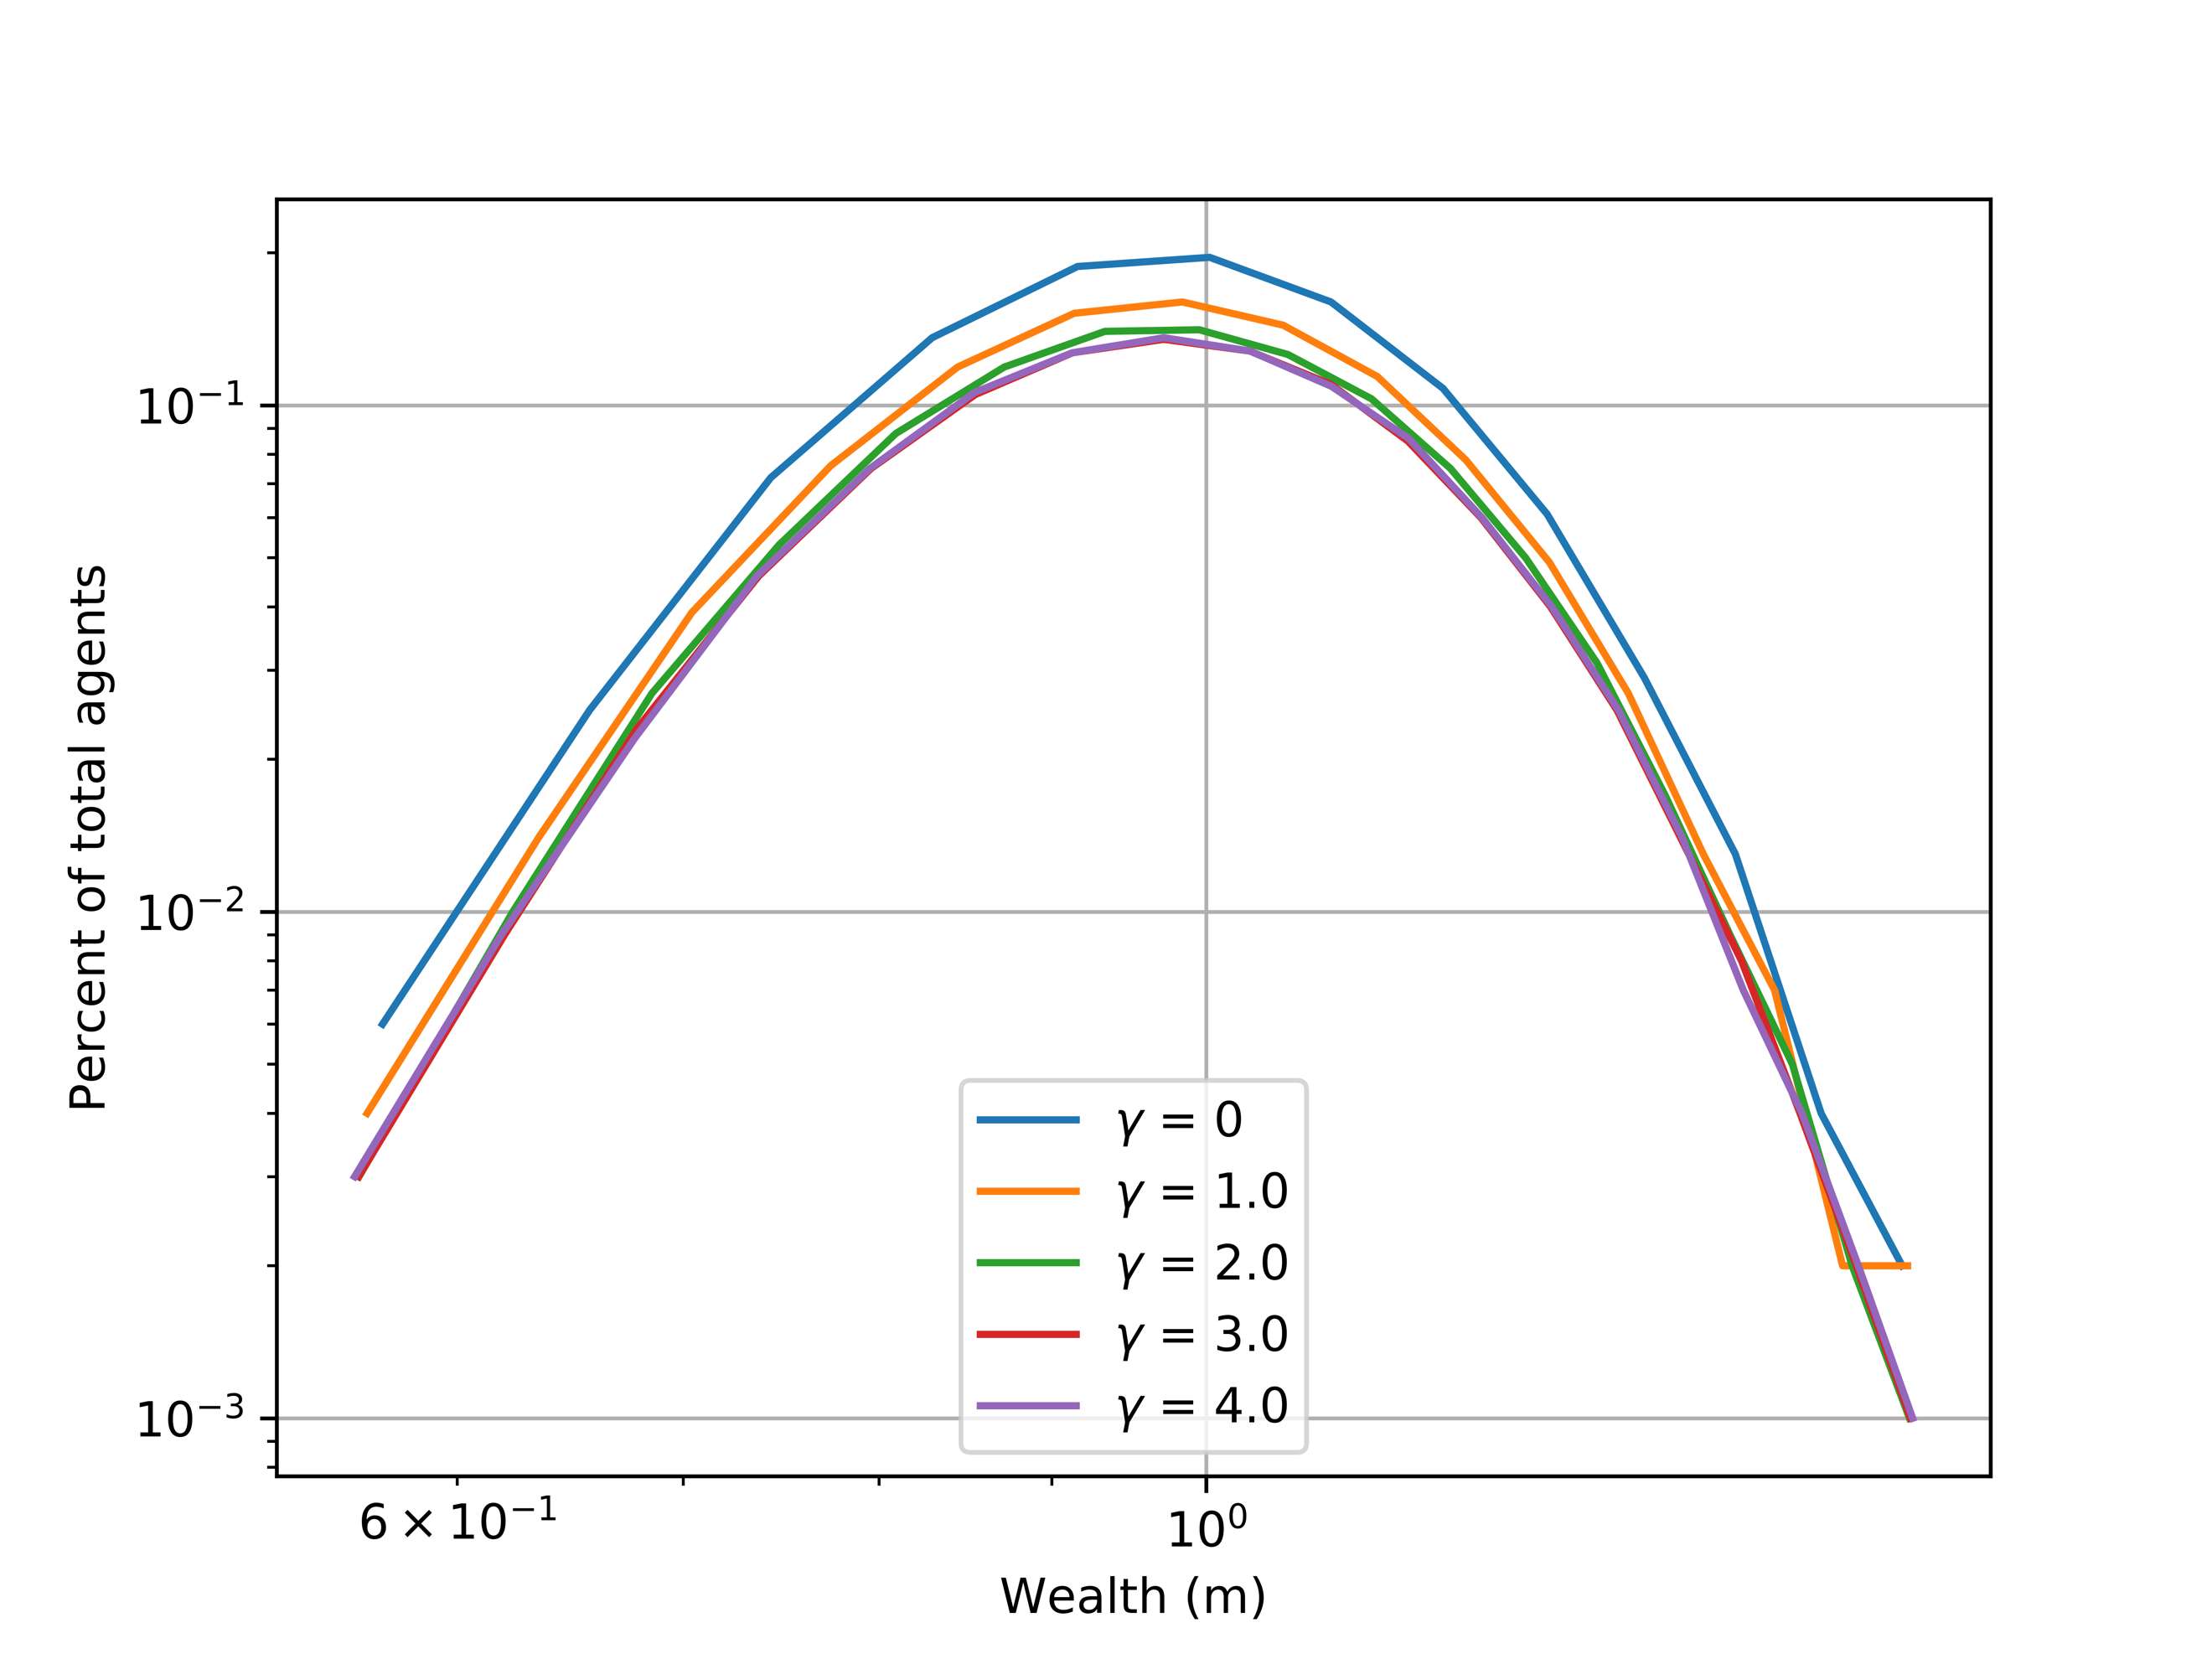 Percent of total agents
10⁻¹
10⁻²
10⁻³
γ = 0
γ = 1.0
γ = 2.0
γ = 3.0
γ = 4.0
6 × 10⁻¹
10⁰
Wealth (m)